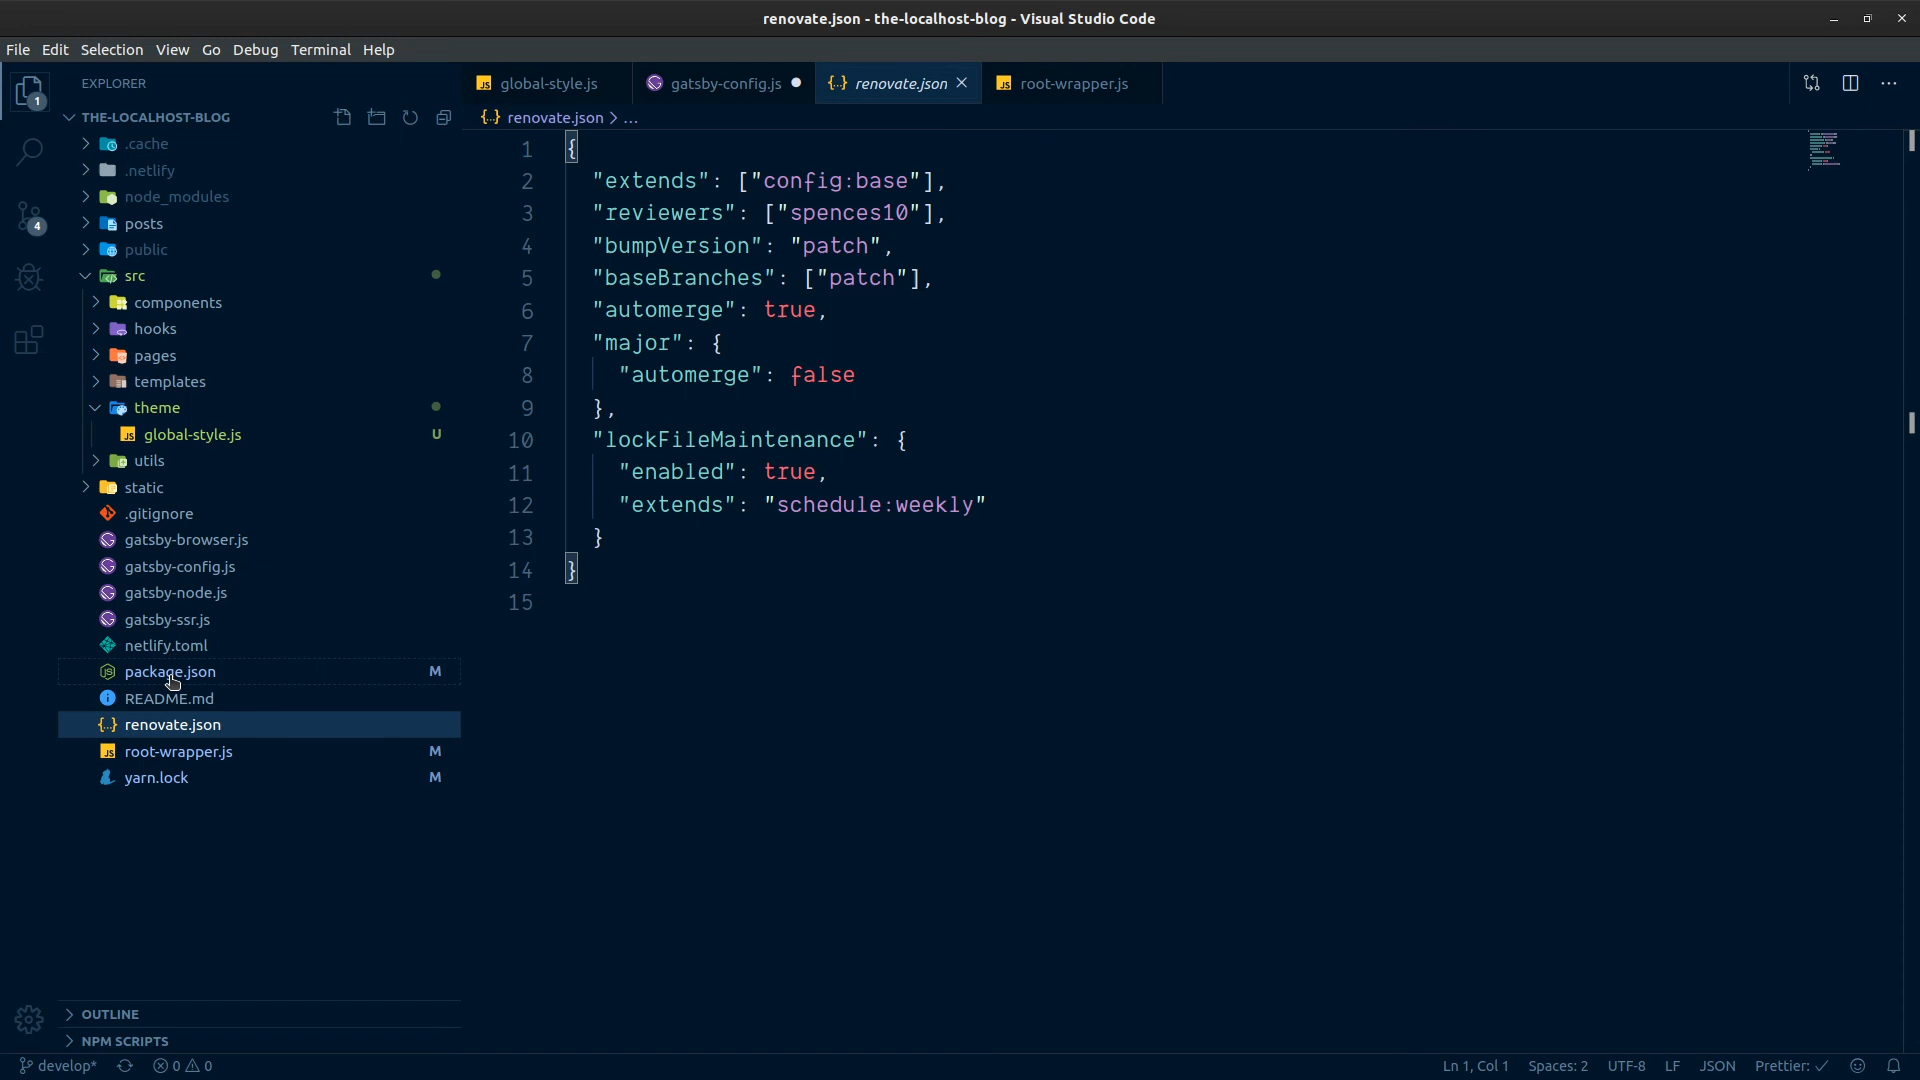 renovate.json - the-localhost-blog - Visual Studio Code
File Edit Selection View Go Debug Terminal Help
1
4
EXPLORER
THE-LOCALHOST-BLOG
.cache
.netlify
node_modules
posts
public
src
components
hooks
pages
templates
theme
global-style.js U
utils
static
.gitignore
gatsby-browser.js
gatsby-config.js
gatsby-node.js
gatsby-ssr.js
netlify.toml
package.json M
README.md
renovate.json
root-wrapper.js M
yarn.lock M
OUTLINE
NPM SCRIPTS
global-style.js gatsby-config.js renovate.json root-wrapper.js
{..} renovate.json > ...
1 {
2 "extends": ["config:base"],
3 "reviewers": ["spences10"],
4 "bumpVersion": "patch",
5 "baseBranches": ["patch"],
6 "automerge": true,
7 "major": {
8 "automerge": false
9 },
10 "lockFileMaintenance": {
11 "enabled": true,
12 "extends": "schedule:weekly"
13 }
14 }
15
develop* 0 0 Ln 1, Col 1 Spaces: 2 UTF-8 LF JSON Prettier: ✓